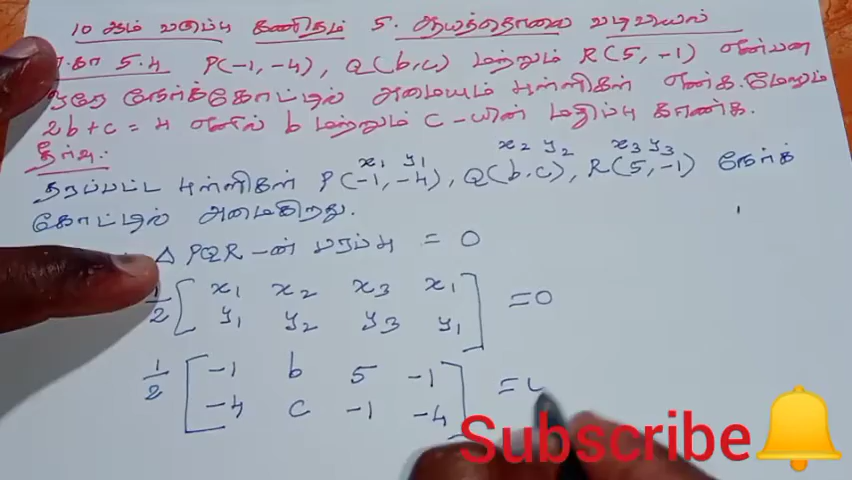 10 ஆம் வகுப்பு கணிதம் 5. ஆயத்தொலை வடிவியல்
எ.கா 5.4 P(-1,-4), Q(b,c) மற்றும் R(5,-1) என்பன
ஒரே நேர்க்கோட்டில் அமையும் புள்ளிகள் என்க. மேலும்
2b+c=4 எனில் b மற்றும் c-யின் மதிப்பு காண்க.
தீர்வு:-
x1 y1 x2 y2 x3 y3
தரப்பட்ட புள்ளிகள் P(-1,-4), Q(b,c), R(5,-1) நேர்க்
கோட்டில் அமைகிறது.
△ PQR-ன் பரப்பு = 0
1/2 [ x1 x2 x3 x1
y1 y2 y3 y1 ] =0
1/2 [ -1 b 5 -1
-4 c -1 -4 ] =
Subscribe